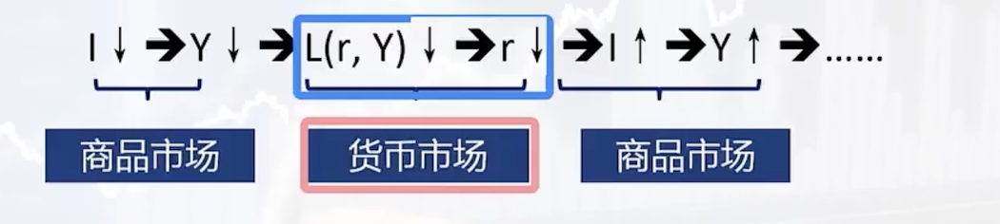 I ↓ ➔ Y ↓ ➔ L(r, Y) ↓ ➔ r ↓ ➔ I ↑ ➔ Y ↑ ➔ ……
商品市场 货币市场 商品市场